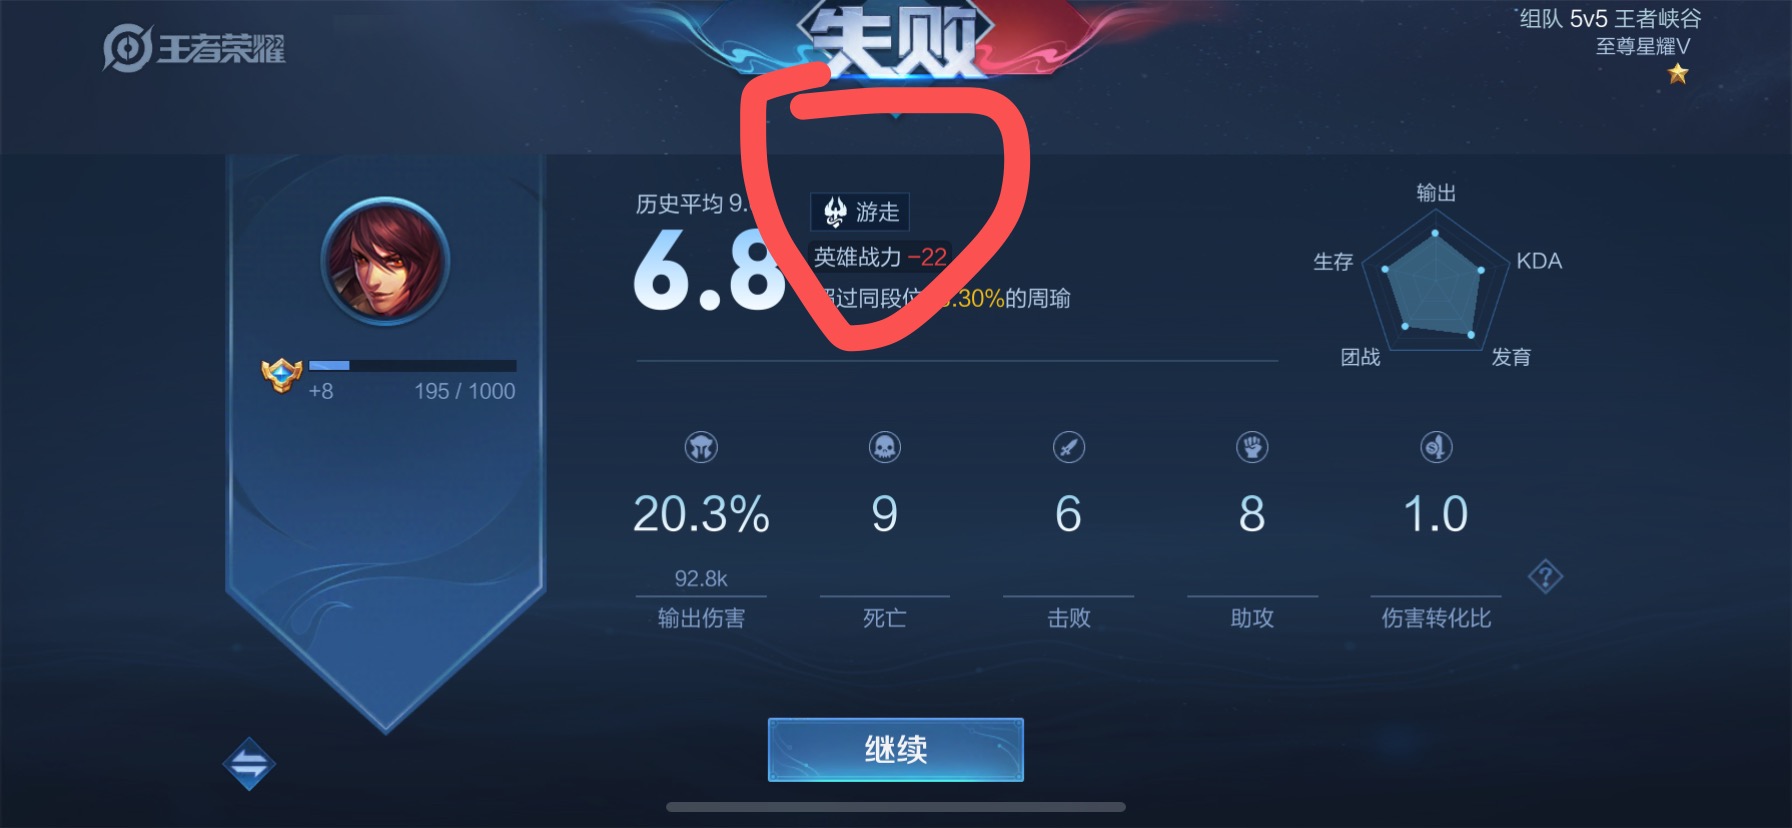 王者荣耀
失败
组队 5v5 王者峡谷
至尊星耀V
历史平均 9.
游走
6.8
英雄战力 -22
过同段位 .30%的周瑜
输出
KDA
发育
团战
生存
+8
195 / 1000
20.3%
9
6
8
1.0
92.8k
输出伤害
死亡
击败
助攻
伤害转化比
?
继续